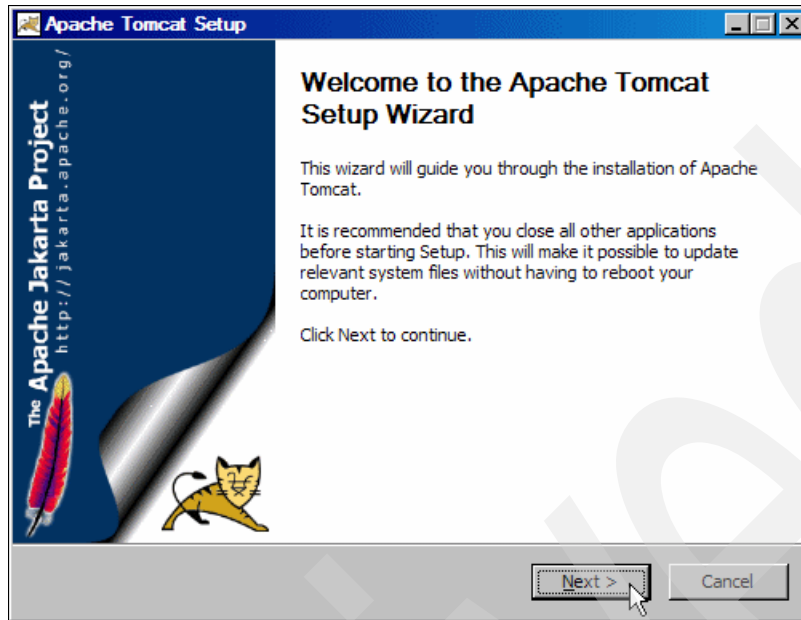 Apache Tomcat Setup
The Apache Jakarta Project
http://jakarta.apache.org/
Welcome to the Apache Tomcat
Setup Wizard
This wizard will guide you through the installation of Apache
Tomcat.
It is recommended that you close all other applications
before starting Setup. This will make it possible to update
relevant system files without having to reboot your
computer.
Click Next to continue.
Next >
Cancel